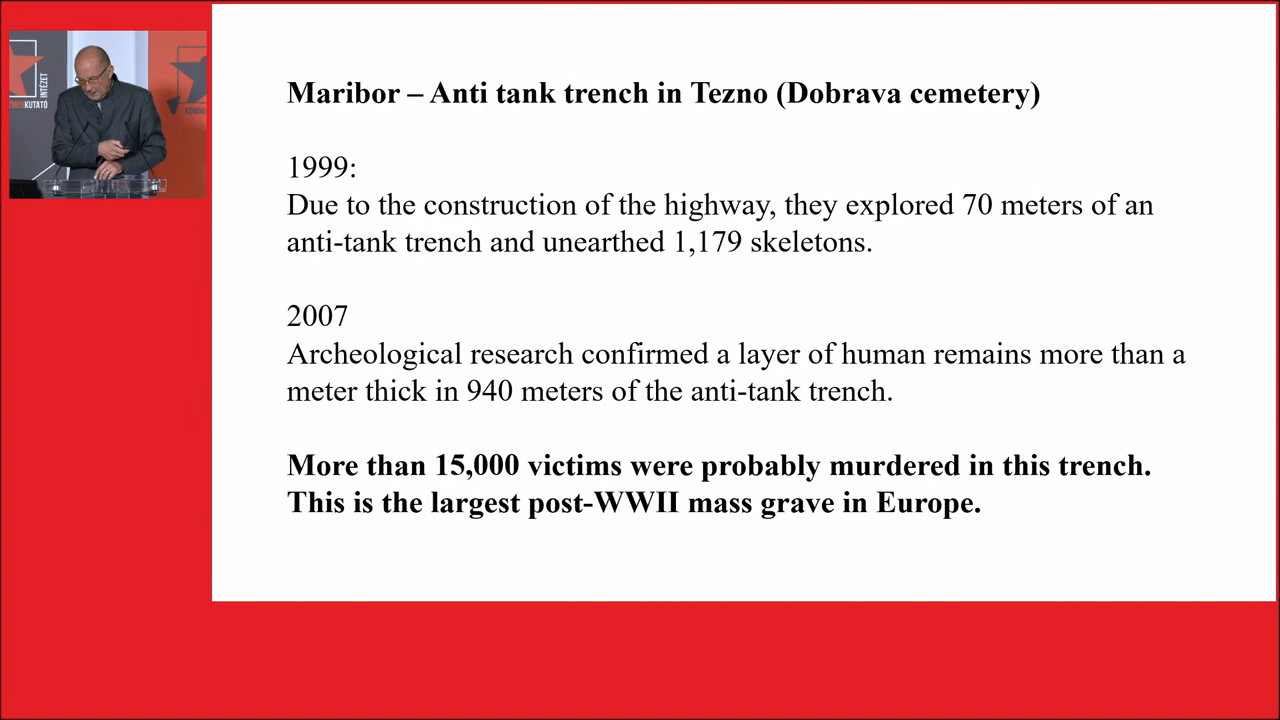 INTÉZET
KUTATÓ
Maribor – Anti tank trench in Tezno (Dobrava cemetery)
1999:
Due to the construction of the highway, they explored 70 meters of an
anti-tank trench and unearthed 1,179 skeletons.
2007
Archeological research confirmed a layer of human remains more than a
meter thick in 940 meters of the anti-tank trench.
More than 15,000 victims were probably murdered in this trench.
This is the largest post-WWII mass grave in Europe.